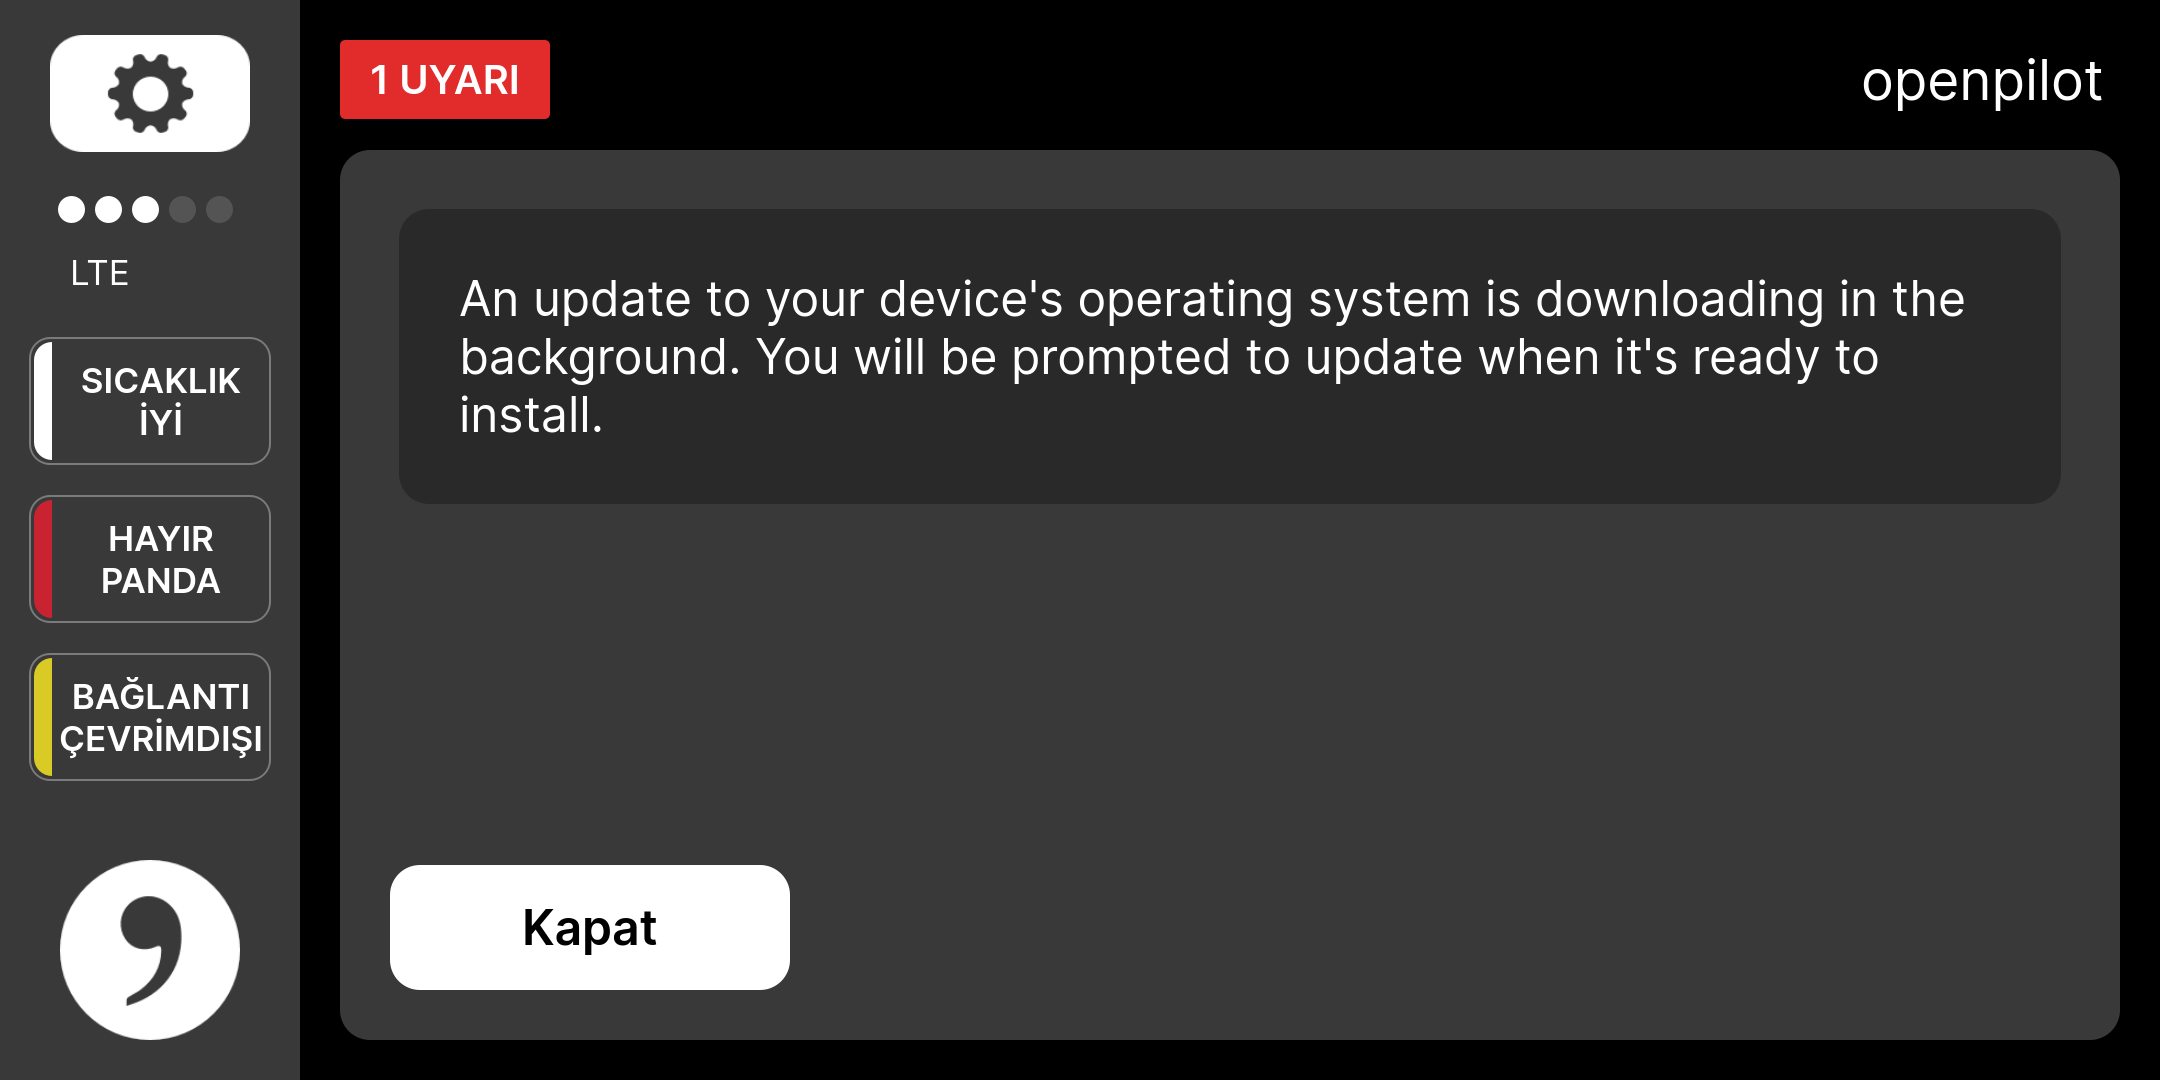 LTE
SICAKLIK
İYİ
HAYIR
PANDA
BAĞLANTI
ÇEVRİMDIŞI
1 UYARI
openpilot
An update to your device's operating system is downloading in the
background. You will be prompted to update when it's ready to
install.
Kapat